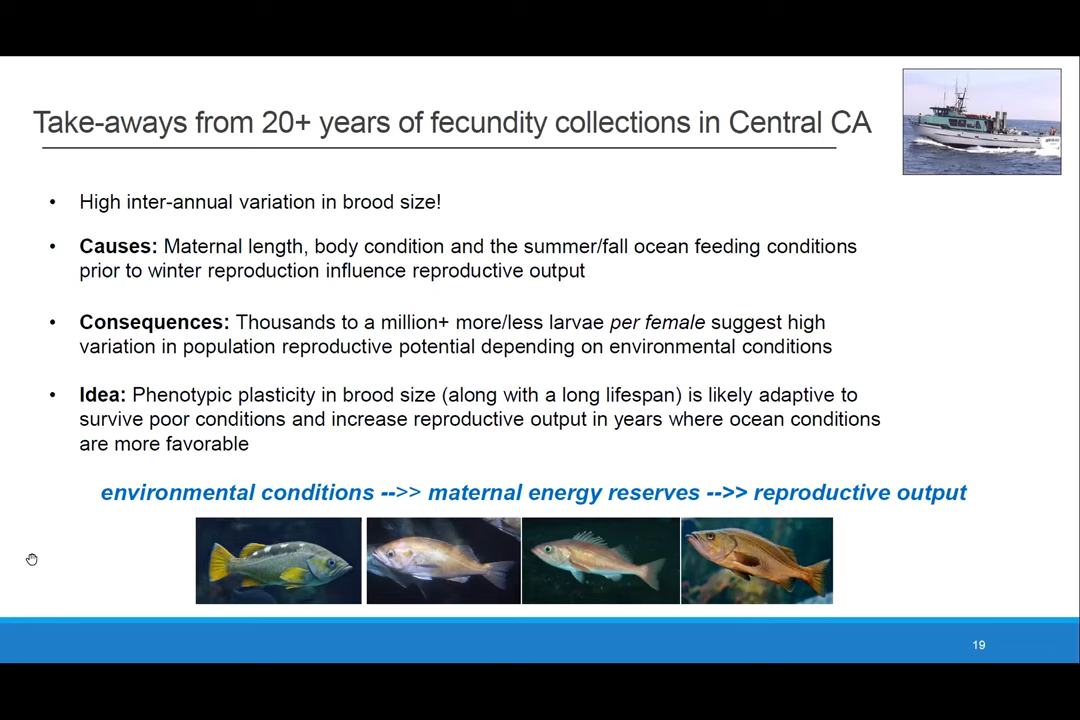 Take-aways from 20+ years of fecundity collections in Central CA
• High inter-annual variation in brood size!
• Causes: Maternal length, body condition and the summer/fall ocean feeding conditions
prior to winter reproduction influence reproductive output
• Consequences: Thousands to a million+ more/less larvae per female suggest high
variation in population reproductive potential depending on environmental conditions
• Idea: Phenotypic plasticity in brood size (along with a long lifespan) is likely adaptive to
survive poor conditions and increase reproductive output in years where ocean conditions
are more favorable
environmental conditions -->> maternal energy reserves -->> reproductive output
19